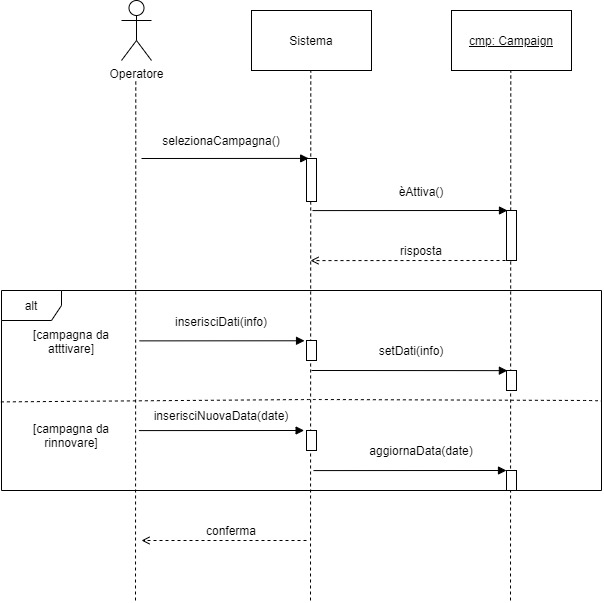 Operatore
Sistema
cmp: Campaign
selezionaCampagna()
èAttiva()
risposta
alt
[campagna da
atttivare]
inserisciDati(info)
setDati(info)
[campagna da
rinnovare]
inserisciNuovaData(date)
aggiornaData(date)
conferma